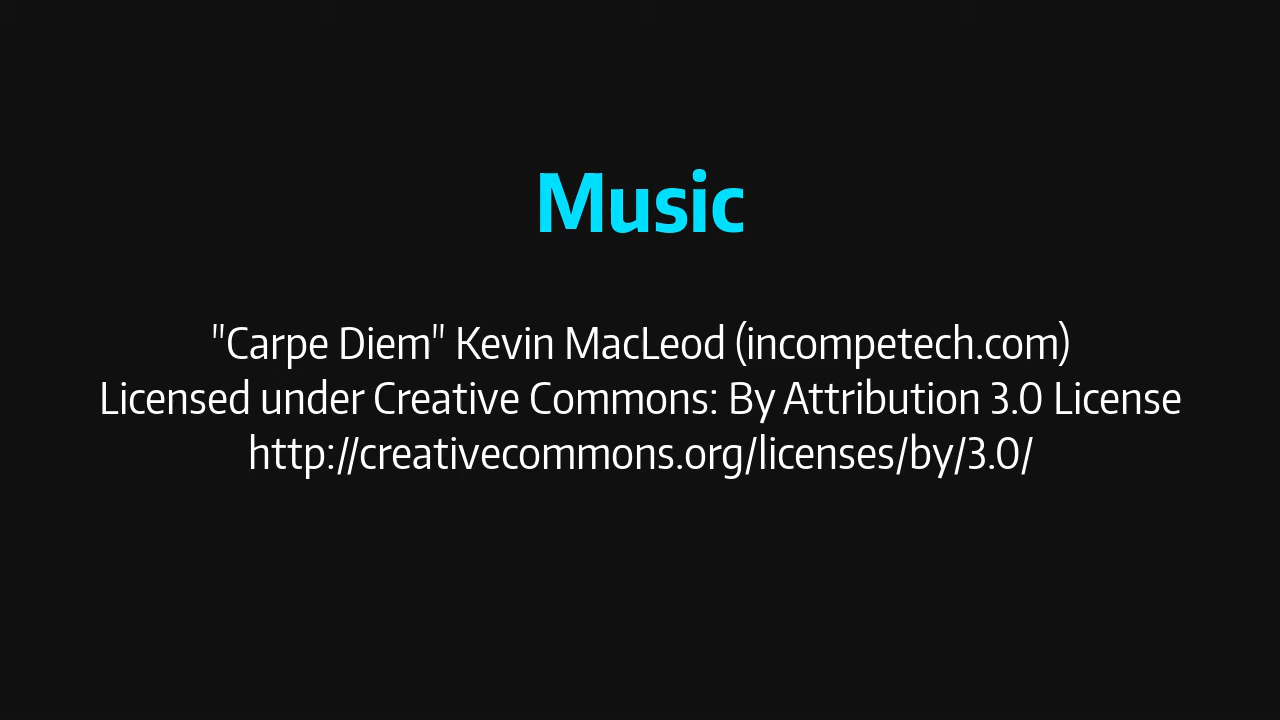 Music
"Carpe Diem" Kevin MacLeod (incompetech.com)
Licensed under Creative Commons: By Attribution 3.0 License
http://creativecommons.org/licenses/by/3.0/